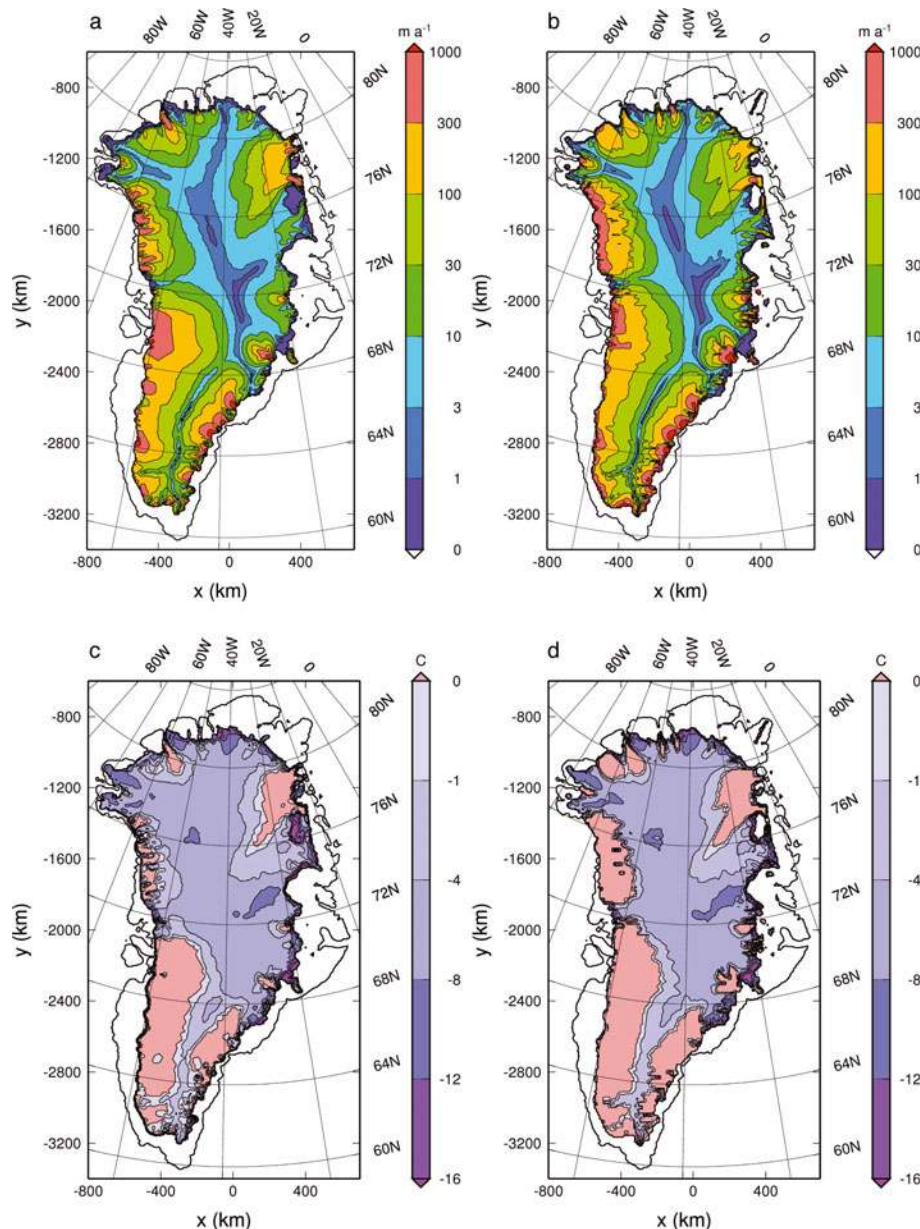 a
80W 60W 40W 20W 0
m a⁻¹
1000
300
100
30
10
3
1
0
80N
76N
72N
68N
64N
60N
-800
-1200
-1600
-2000
-2400
-2800
-3200
y (km)
-800 -400 0 400
x (km)
b
80W 60W 40W 20W 0
m a⁻¹
1000
300
100
30
10
3
1
0
80N
76N
72N
68N
64N
60N
-800
-1200
-1600
-2000
-2400
-2800
-3200
y (km)
-800 -400 0 400
x (km)
c
80W 60W 40W 20W 0
C
0
-1
-4
-8
-12
-16
80N
76N
72N
68N
64N
60N
-800
-1200
-1600
-2000
-2400
-2800
-3200
y (km)
-800 -400 0 400
x (km)
d
80W 60W 40W 20W 0
C
0
-1
-4
-8
-12
-16
80N
76N
72N
68N
64N
60N
-800
-1200
-1600
-2000
-2400
-2800
-3200
y (km)
-800 -400 0 400
x (km)